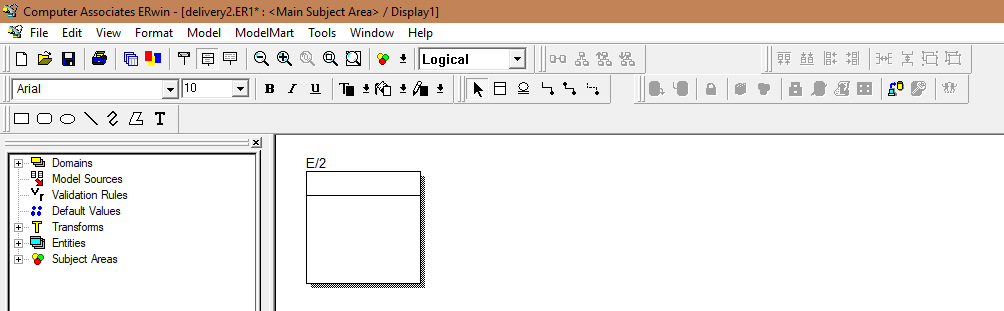 Computer Associates ERwin - [delivery2.ER1* : <Main Subject Area> / Display1]
File Edit View Format Model ModelMart Tools Window Help
Logical
Arial 10 B I U
T
E/2
Domains
Model Sources
Validation Rules
Default Values
Transforms
Entities
Subject Areas